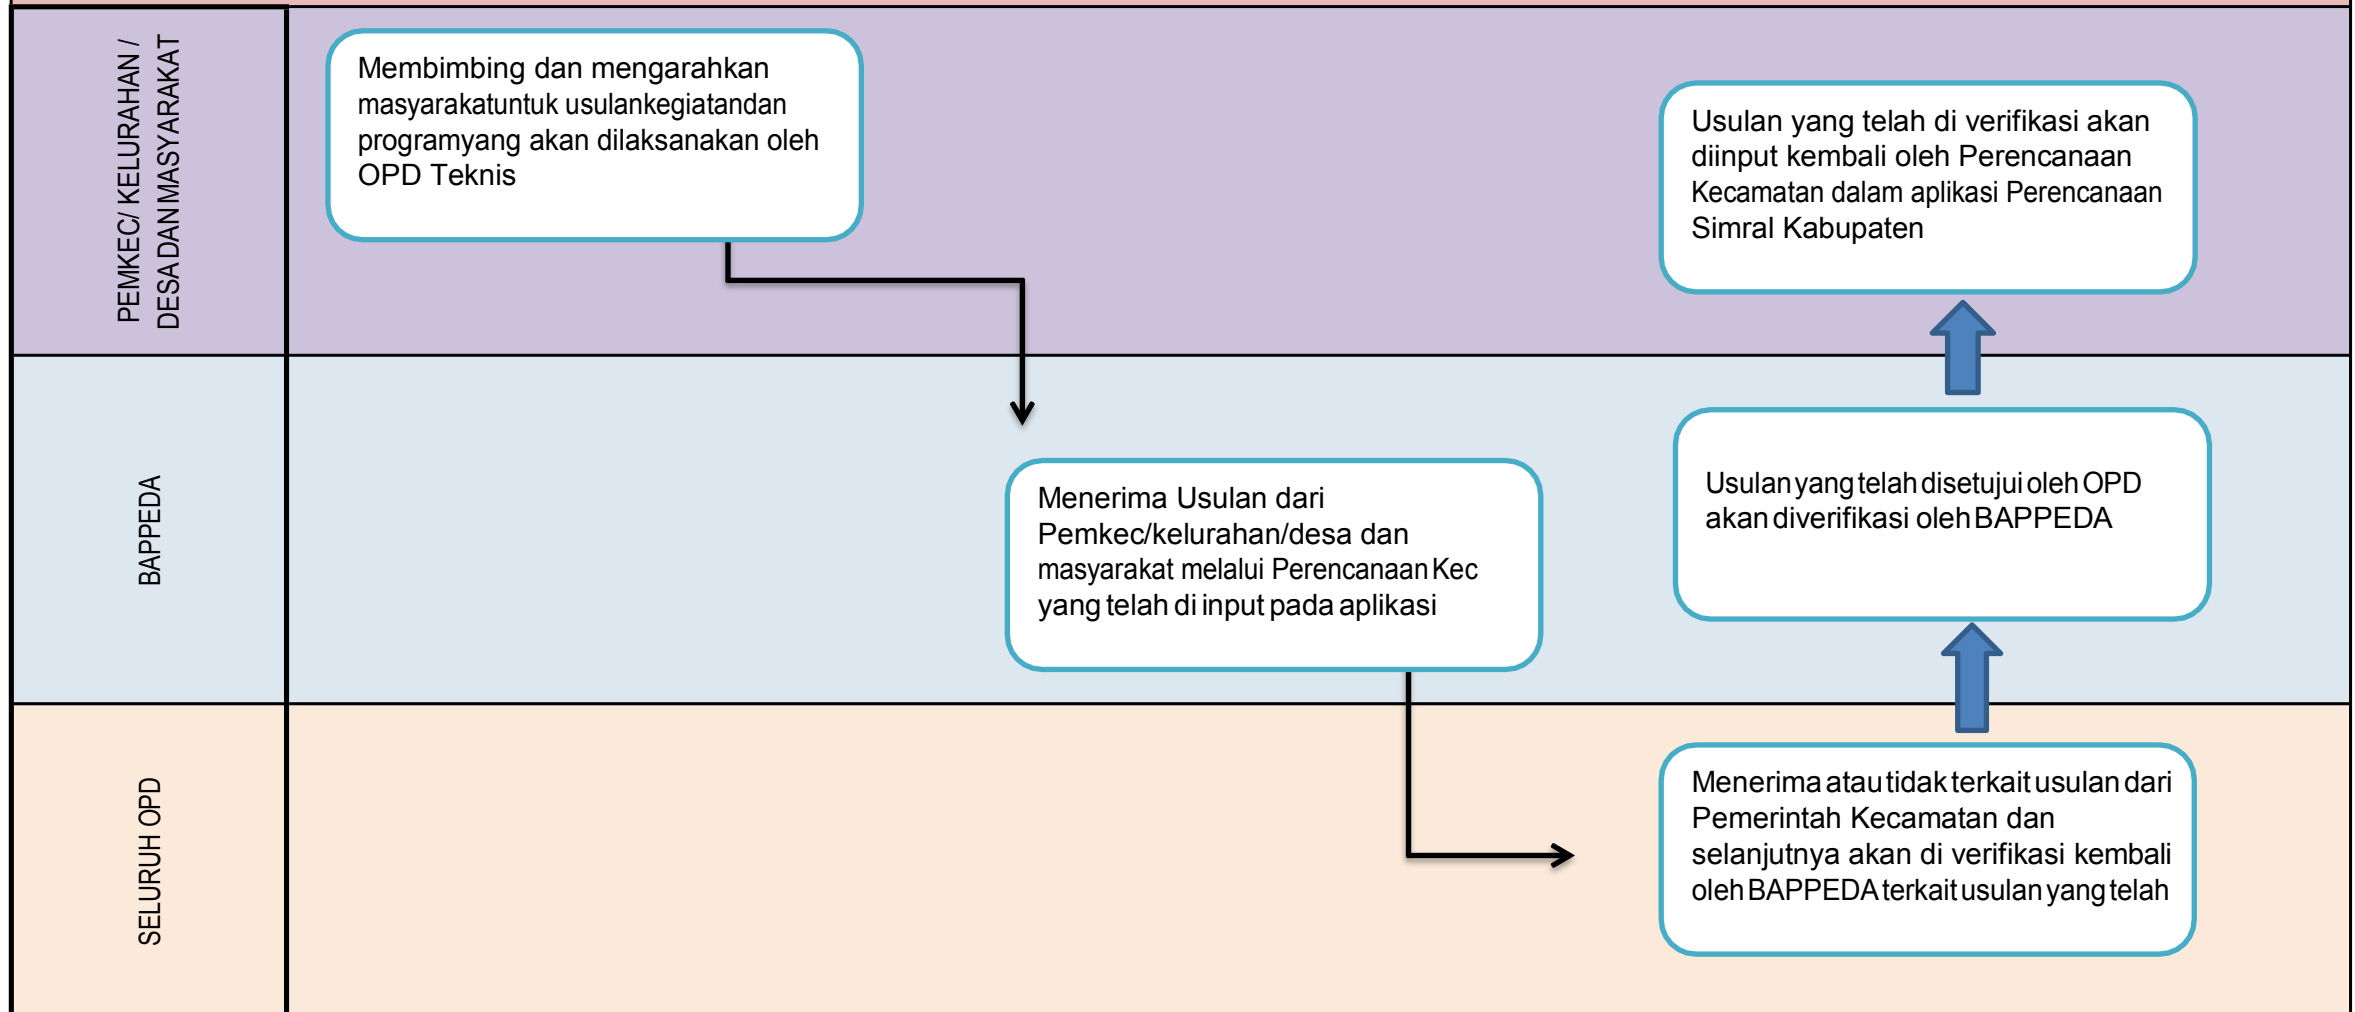 PEMKEC/ KELURAHAN /
DESA DAN MASYARAKAT
Membimbing dan mengarahkan
masyarakatuntuk usulankegiatandan
programyang akan dilaksanakan oleh
OPD Teknis
Usulan yang telah di verifikasi akan
diinput kembali oleh Perencanaan
Kecamatan dalam aplikasi Perencanaan
Simral Kabupaten
BAPPEDA
Menerima Usulan dari
Pemkec/kelurahan/desa dan
masyarakat melalui Perencanaan Kec
yang telah di input pada aplikasi
Usulan yang telah disetujui oleh OPD
akan diverifikasi oleh BAPPEDA
SELURUH OPD
Menerima atau tidak terkait usulan dari
Pemerintah Kecamatan dan
selanjutnya akan di verifikasi kembali
oleh BAPPEDA terkait usulan yang telah